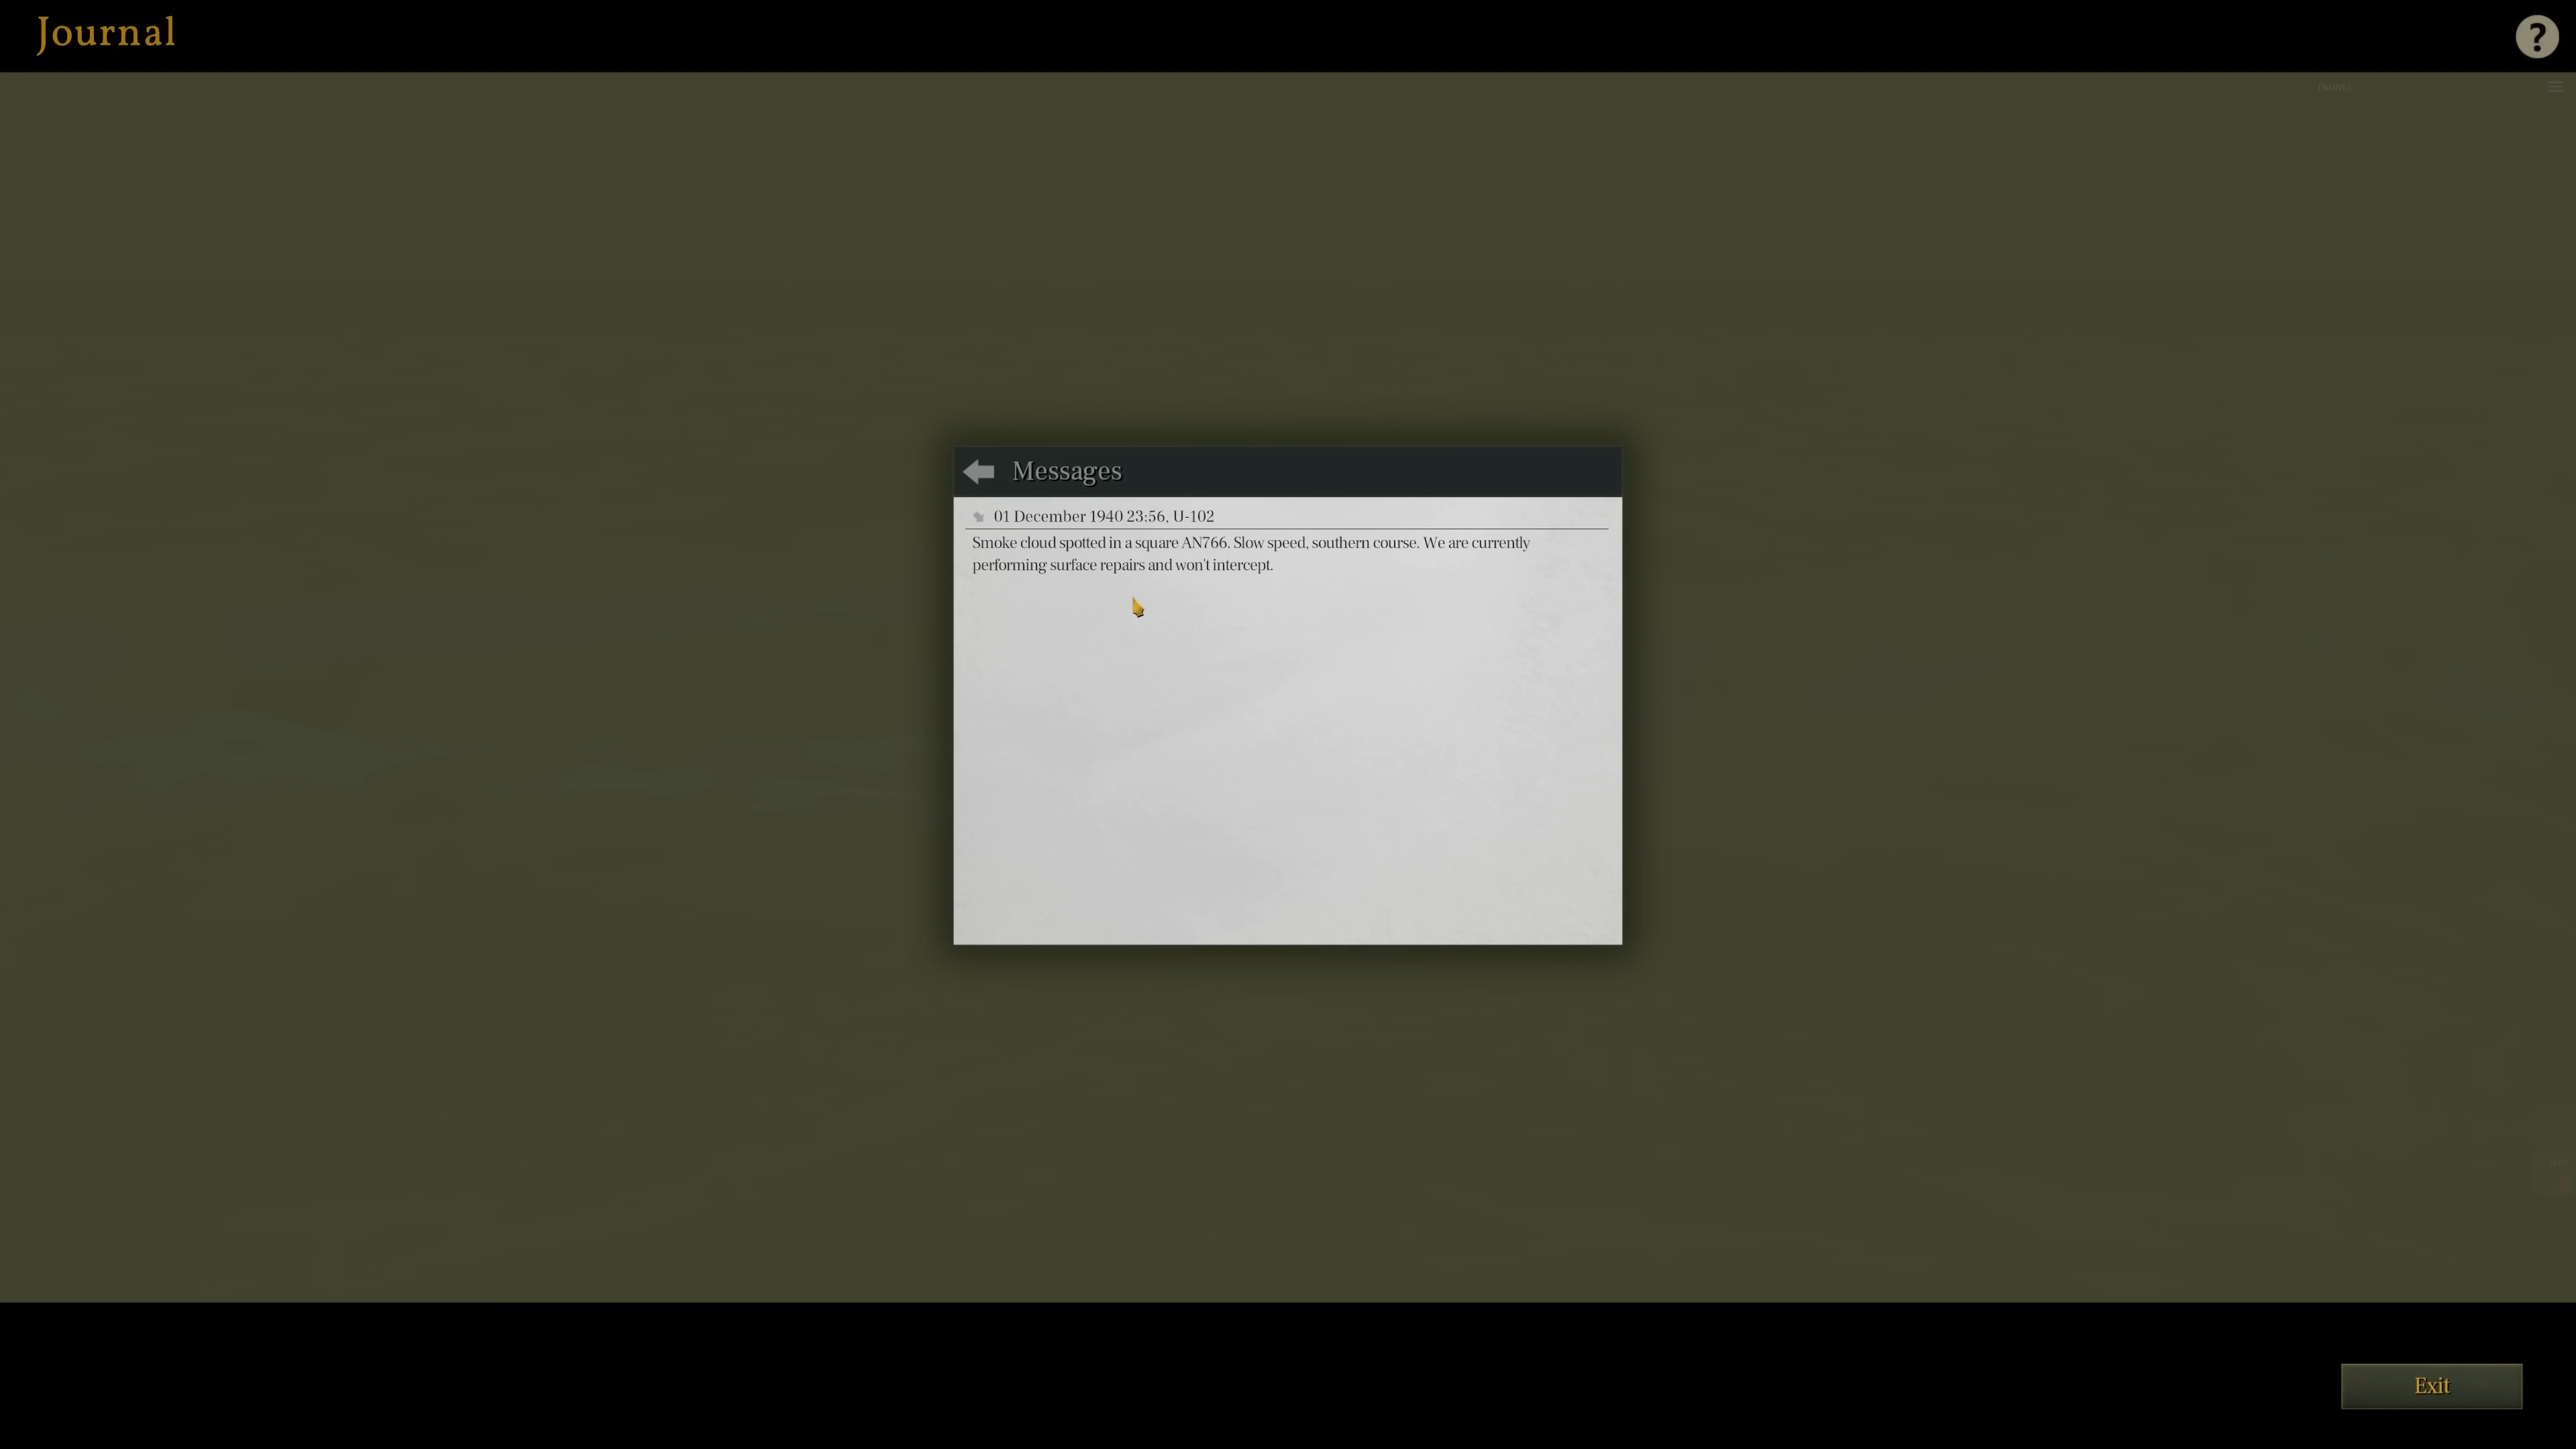 Journal
?
[NONE]
Messages
01 December 1940 23:56, U-102
Smoke cloud spotted in a square AN766. Slow speed, southern course. We are currently
performing surface repairs and won't intercept.
Exit